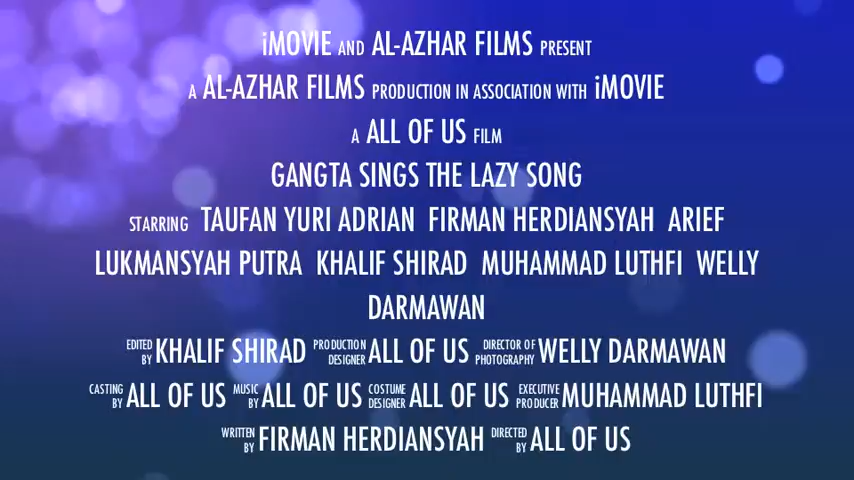 iMOVIE AND AL-AZHAR FILMS PRESENT
A AL-AZHAR FILMS PRODUCTION IN ASSOCIATION WITH iMOVIE
A ALL OF US FILM
GANGTA SINGS THE LAZY SONG
STARRING TAUFAN YURI ADRIAN FIRMAN HERDIANSYAH ARIEF
LUKMANSYAH PUTRA KHALIF SHIRAD MUHAMMAD LUTHFI WELLY
DARMAWAN
EDITED BY KHALIF SHIRAD PRODUCTION DESIGNER ALL OF US DIRECTOR OF PHOTOGRAPHY WELLY DARMAWAN
CASTING BY ALL OF US MUSIC BY ALL OF US COSTUME DESIGNER ALL OF US EXECUTIVE PRODUCER MUHAMMAD LUTHFI
WRITTEN BY FIRMAN HERDIANSYAH DIRECTED BY ALL OF US